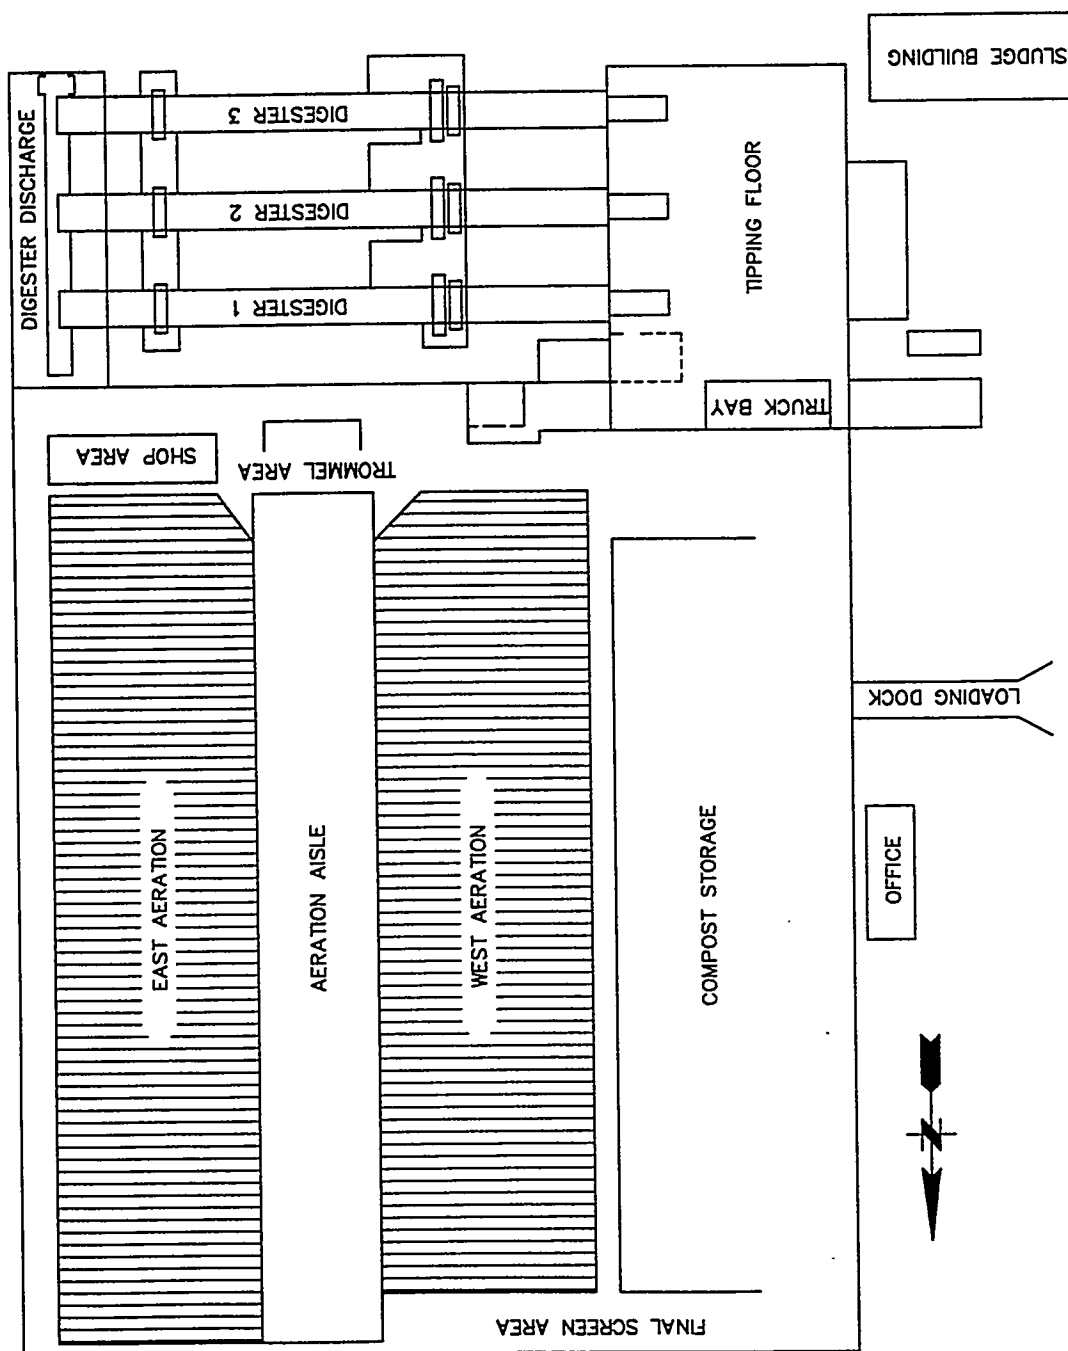 SLUDGE BUILDING
DIGESTER DISCHARGE
DIGESTER 3
DIGESTER 2
DIGESTER 1
TIPPING FLOOR
TRUCK BAY
SHOP AREA
TROMMEL AREA
EAST AERATION
AERATION AISLE
WEST AERATION
COMPOST STORAGE
LOADING DOCK
OFFICE
N
FINAL SCREEN AREA